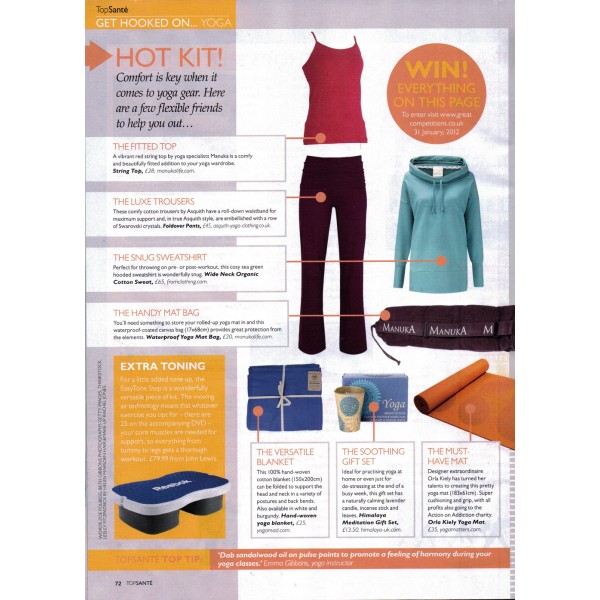 TopSanté
GET HOOKED ON... YOGA
HOT KIT!
Comfort is key when it
comes to yoga gear. Here
are a few flexible friends
to help you out…
WIN!
EVERYTHING
ON THIS PAGE
To enter visit www.great
competitions.co.uk
31 January, 2012
THE FITTED TOP
A vibrant red string top by yoga specialists Manuka is a comfy
and beautifully fitted addition to your yoga wardrobe.
String Top, £28, manukalife.com.
THE LUXE TROUSERS
These comfy cotton trousers by Asquith have a roll-down waistband for
maximum support and, in true Asquith style, are embellished with a row
of Swarovski crystals. Foldover Pants, £45, asquith-yoga-clothing.co.uk.
THE SNUG SWEATSHIRT
Perfect for throwing on pre- or post-workout, this cosy sea green
hooded sweatshirt is wonderfully snug. Wide Neck Organic
Cotton Sweat, £65, fromclothing.com.
THE HANDY MAT BAG
You'll need something to store your rolled-up yoga mat in and this
waterproof-coated canvas bag (17x68cm) provides great protection from
the elements. Waterproof Yoga Mat Bag, £20, manukalife.com.
MANUKA MANUKA M
EXTRA TONING
For a little added tone up, the
EasyTone Step is a wonderfully
versatile piece of kit. The moving
air technology means that whatever
exercise you opt for – there are
25 on the accompanying DVD –
your core muscles are needed for
support, so everything from
tummy to legs gets a thorough
workout. £79.99 from John Lewis.
Reebok
Yoga
THE VERSATILE
BLANKET
This 100% hand-woven
cotton blanket (150x200cm)
can be folded to support the
head and neck in a variety of
postures and back bends.
Also available in white and
burgundy. Hand-woven
yoga blanket, £25,
yogamad.com.
THE SOOTHING
GIFT SET
Ideal for practising yoga at
home or even just for
de-stressing at the end of a
busy week, this gift set has
a naturally calming lavender
candle, incense stick and
leaves. Himalaya
Meditation Gift Set,
£12.50, himalaya-uk.com.
THE MUST-
HAVE MAT
Designer extraordinaire
Orla Kiely has turned her
talents to creating this pretty
yoga mat (183x61cm). Super
cushioning and grip, with all
profits also going to the
Action on Addiction charity.
Orla Kiely Yoga Mat,
£35, yogamatters.com.
TOPSANTE TOP TIP:
'Dab sandalwood oil on pulse points to promote a feeling of harmony during your
yoga classes.' Emma Gibbons, yoga instructor
72 TOPSANTÉ